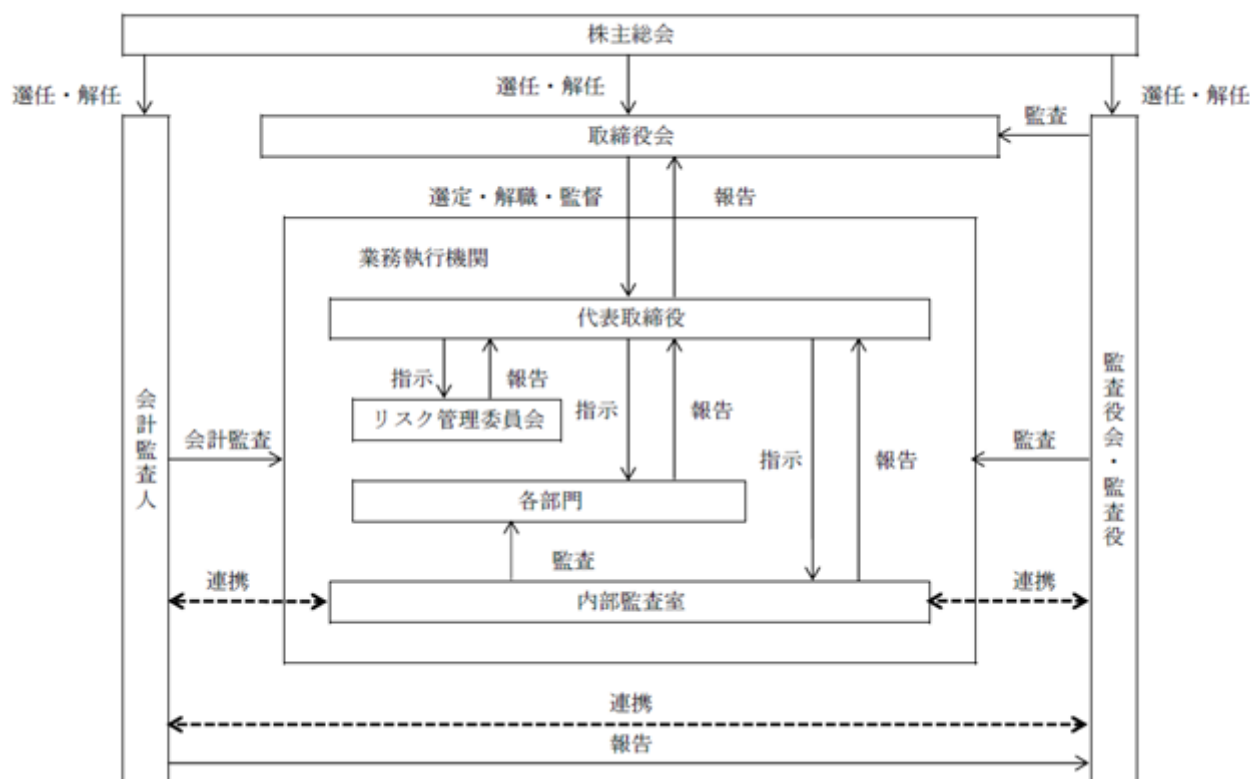 株主総会
選任・解任
選任・解任
選任・解任
取締役会
監査
選定・解職・監督
報告
業務執行機関
代表取締役
指示
報告
リスク管理委員会
指示
報告
指示
報告
各部門
監査
内部監査室
会計監査人
会計監査
監査
監査役会・監査役
連携
連携
連携
報告